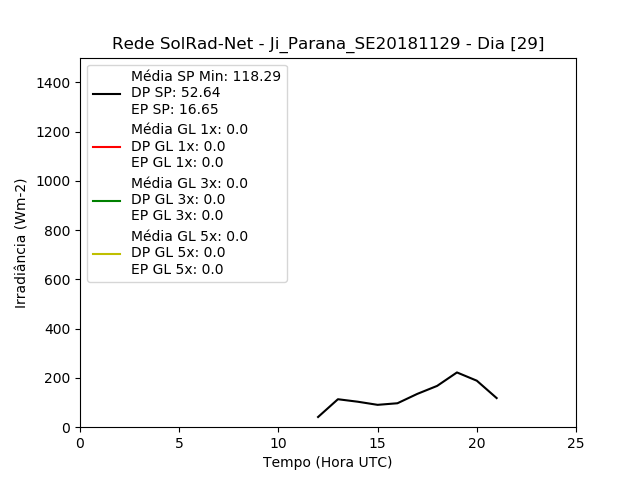 Rede SolRad-Net - Ji_Parana_SE20181129 - Dia [29]
Média SP Min: 118.29
DP SP: 52.64
EP SP: 16.65
Média GL 1x: 0.0
DP GL 1x: 0.0
EP GL 1x: 0.0
Média GL 3x: 0.0
DP GL 3x: 0.0
EP GL 3x: 0.0
Média GL 5x: 0.0
DP GL 5x: 0.0
EP GL 5x: 0.0
Irradiância (Wm-2)
1400
1200
1000
800
600
400
200
0
0 5 10 15 20 25
Tempo (Hora UTC)